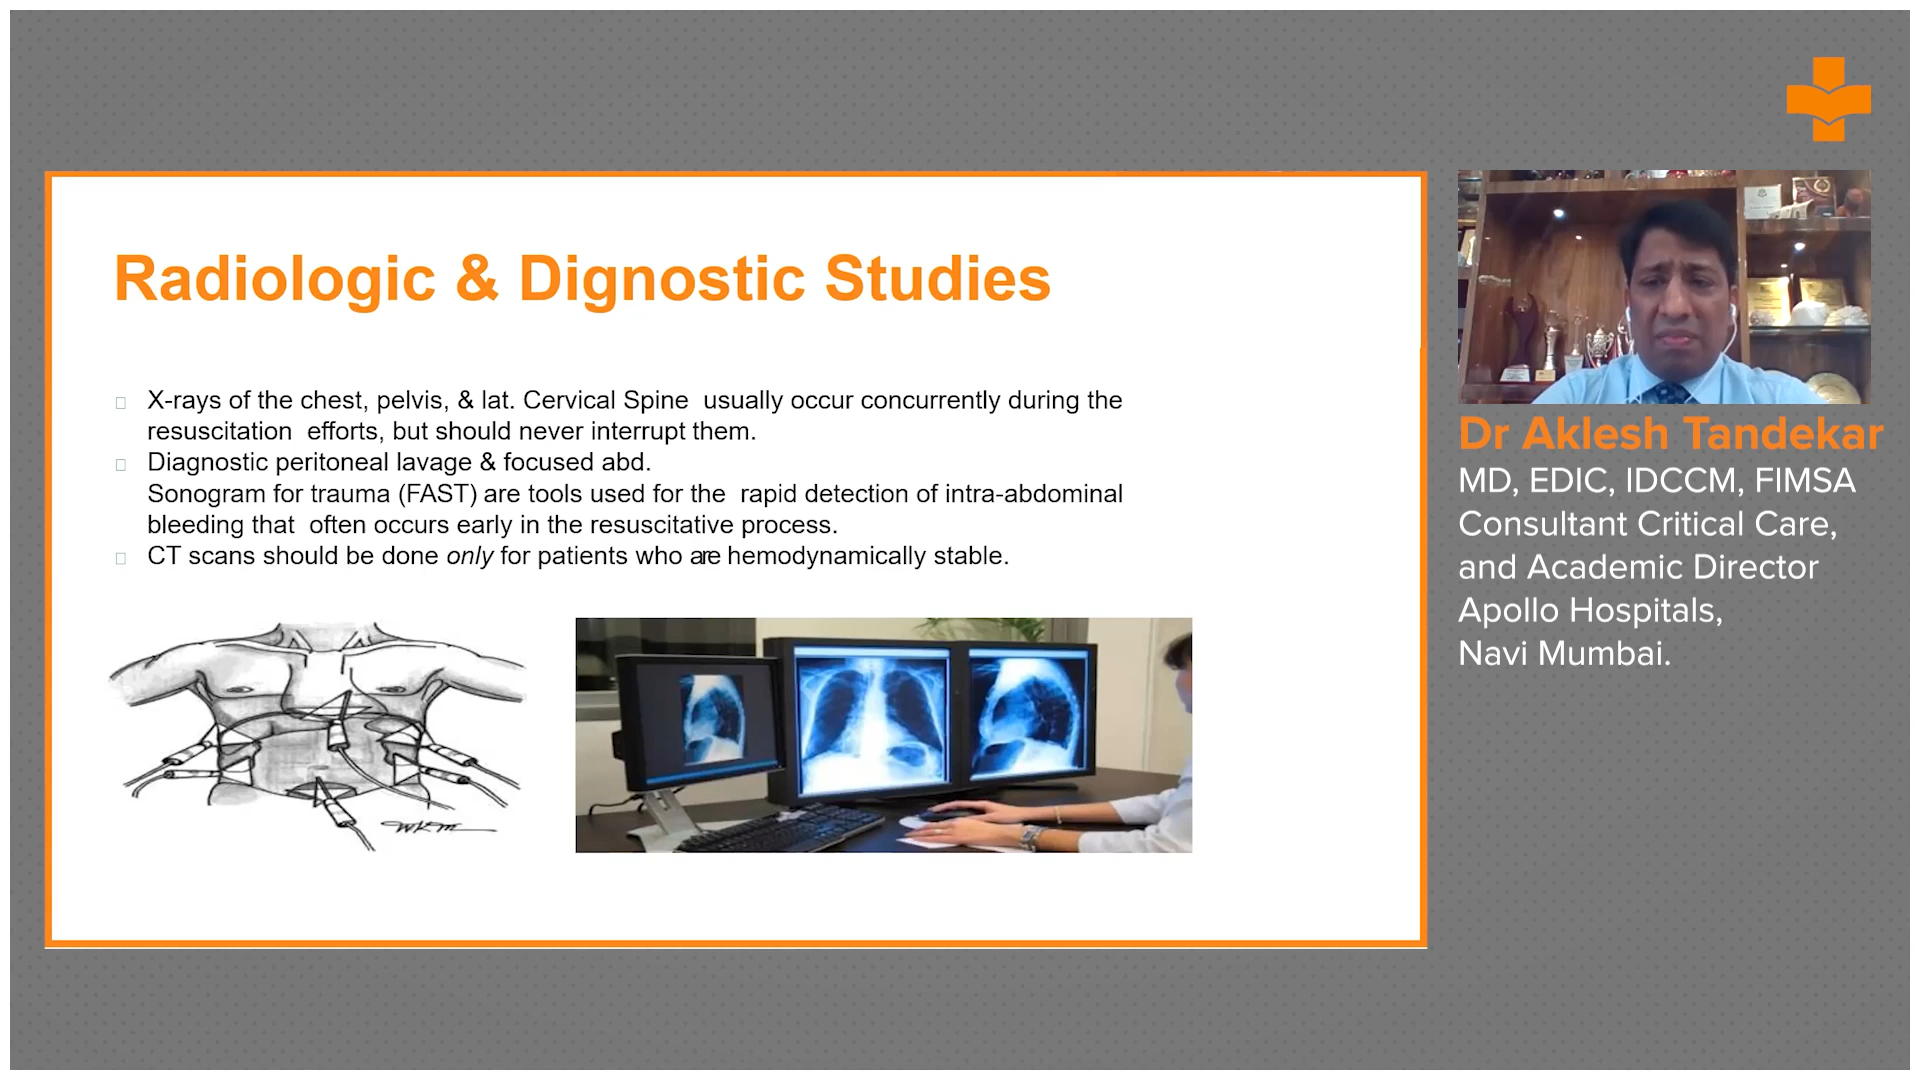 Radiologic & Dignostic Studies
X-rays of the chest, pelvis, & lat. Cervical Spine usually occur concurrently during the
resuscitation efforts, but should never interrupt them.
Diagnostic peritoneal lavage & focused abd.
Sonogram for trauma (FAST) are tools used for the rapid detection of intra-abdominal
bleeding that often occurs early in the resuscitative process.
CT scans should be done only for patients who are hemodynamically stable.
Dr Aklesh Tandekar
MD, EDIC, IDCCM, FIMSA
Consultant Critical Care,
and Academic Director
Apollo Hospitals,
Navi Mumbai.